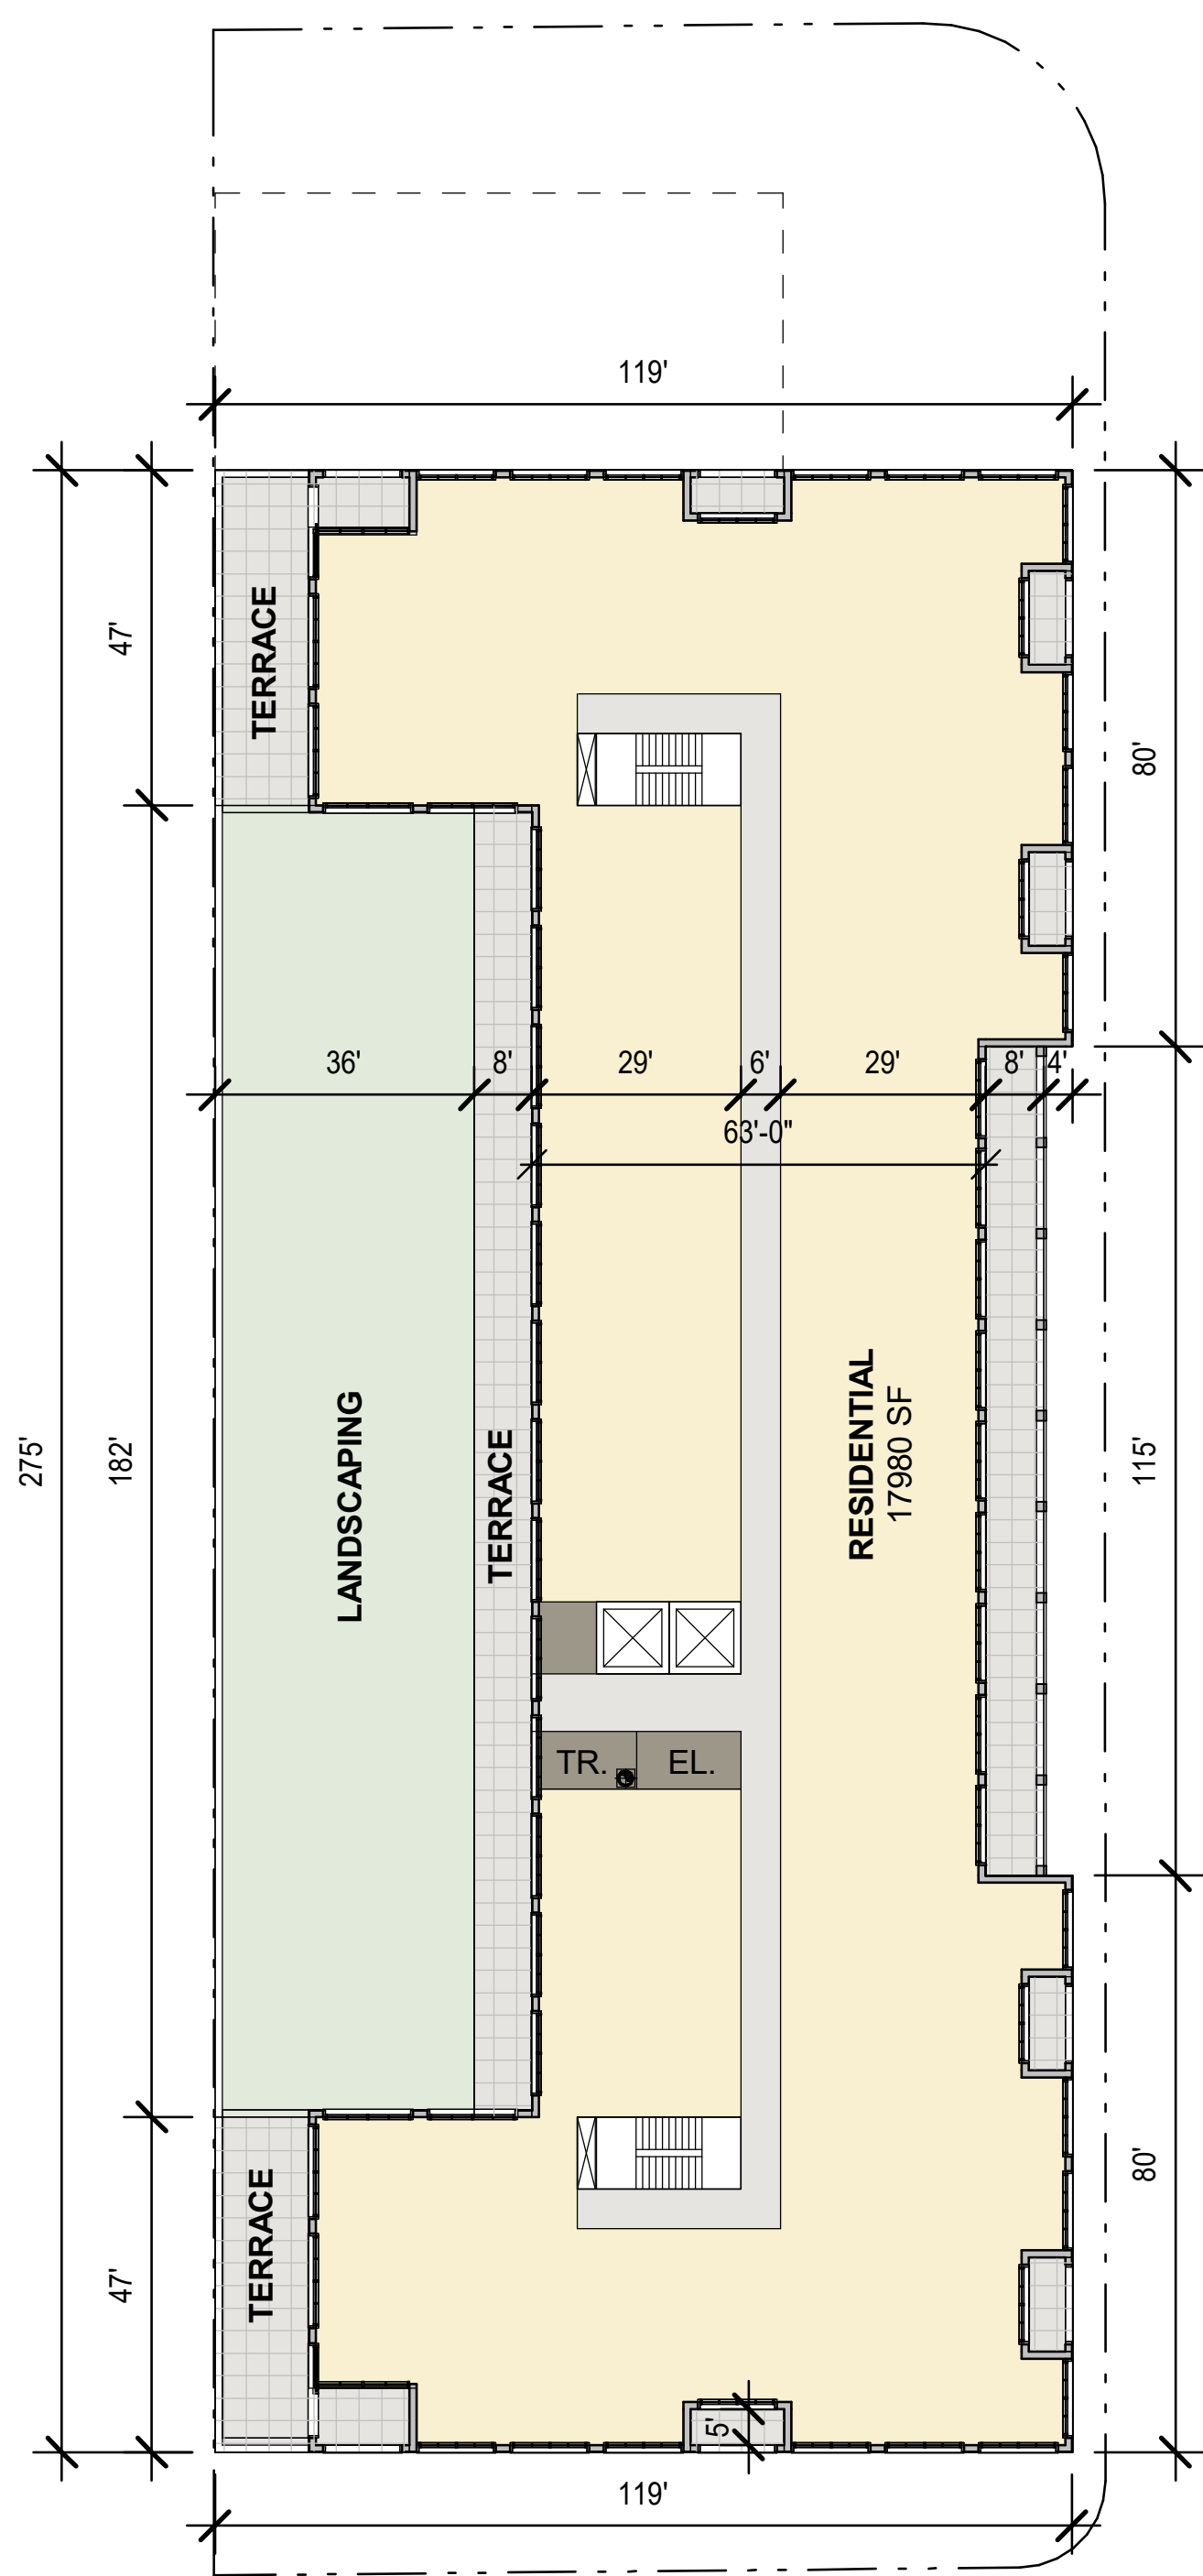 119'
TERRACE
47'
80'
36'
8'
29'
6'
29'
8'
4'
63'-0"
275'
182'
LANDSCAPING
TERRACE
RESIDENTIAL
17980 SF
115'
TR.
EL.
TERRACE
47'
80'
5'
119'